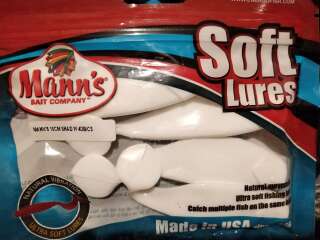 Mann's
BAIT COMPANY
Soft
Lures
NATURAL VIBRATION
ULTRA SOFT LURES
Ultra soft fishing
Catch multiple fish on the same
Made in USA